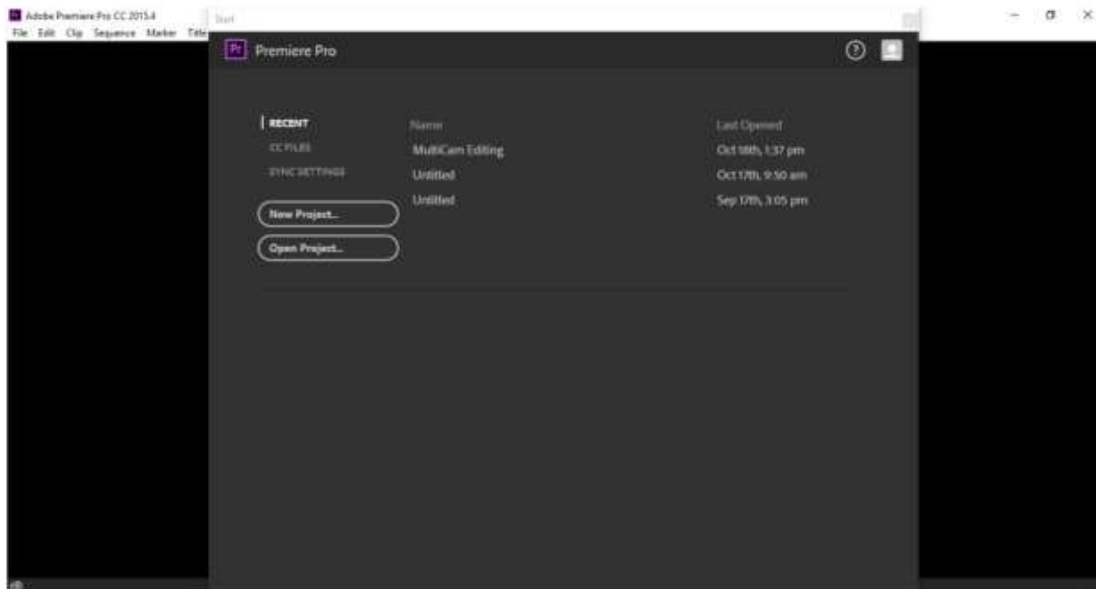 Adobe Premiere Pro CC 2015.4
Start
File Edit Clip Sequence Marker Title
Pr Premiere Pro
RECENT
CC FILES
SYNC SETTINGS
New Project...
Open Project...
Name Last Opened
MultiCam Editing Oct 18th, 1:37 pm
Untitled Oct 17th, 9:50 am
Untitled Sep 17th, 3:05 pm